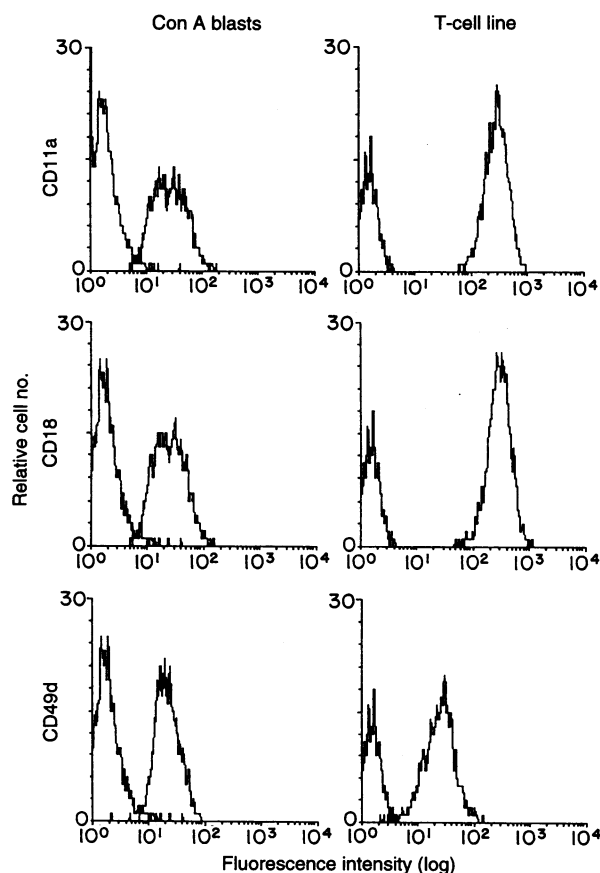 Con A blasts T-cell line
30 30
CD11a
0 0
10⁰ 10¹ 10² 10³ 10⁴ 10⁰ 10¹ 10² 10³ 10⁴
30 30
Relative cell no.
CD18
0 0
10⁰ 10¹ 10² 10³ 10⁴ 10⁰ 10¹ 10² 10³ 10⁴
30 30
CD49d
0 0
10⁰ 10¹ 10² 10³ 10⁴ 10⁰ 10¹ 10² 10³ 10⁴
Fluorescence intensity (log)